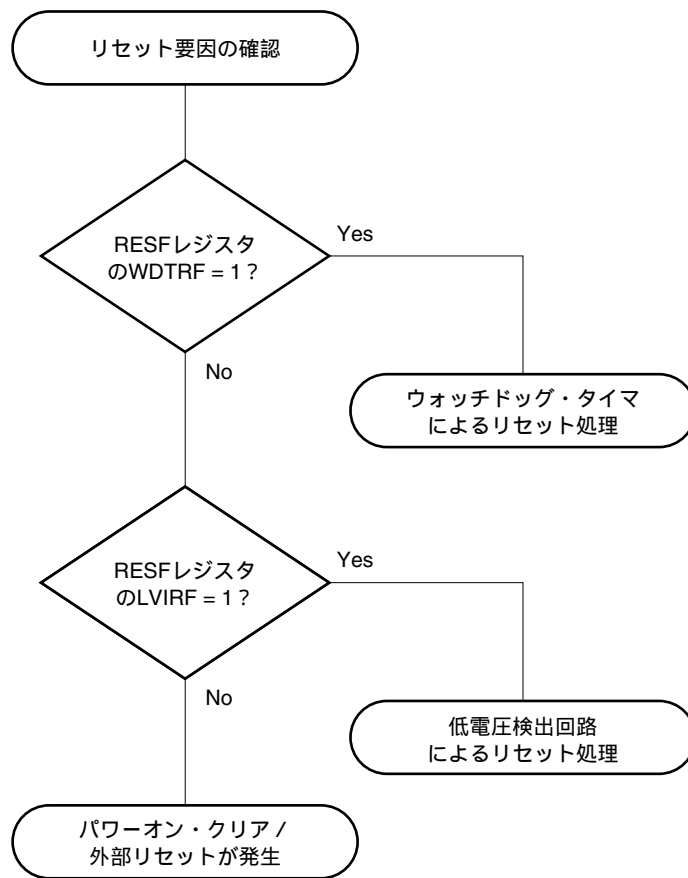 リセット要因の確認
RESFレジスタ
のWDTRF = 1？
Yes
No
ウォッチドッグ・タイマ
によるリセット処理
RESFレジスタ
のLVIRF = 1？
Yes
No
低電圧検出回路
によるリセット処理
パワーオン・クリア /
外部リセットが発生